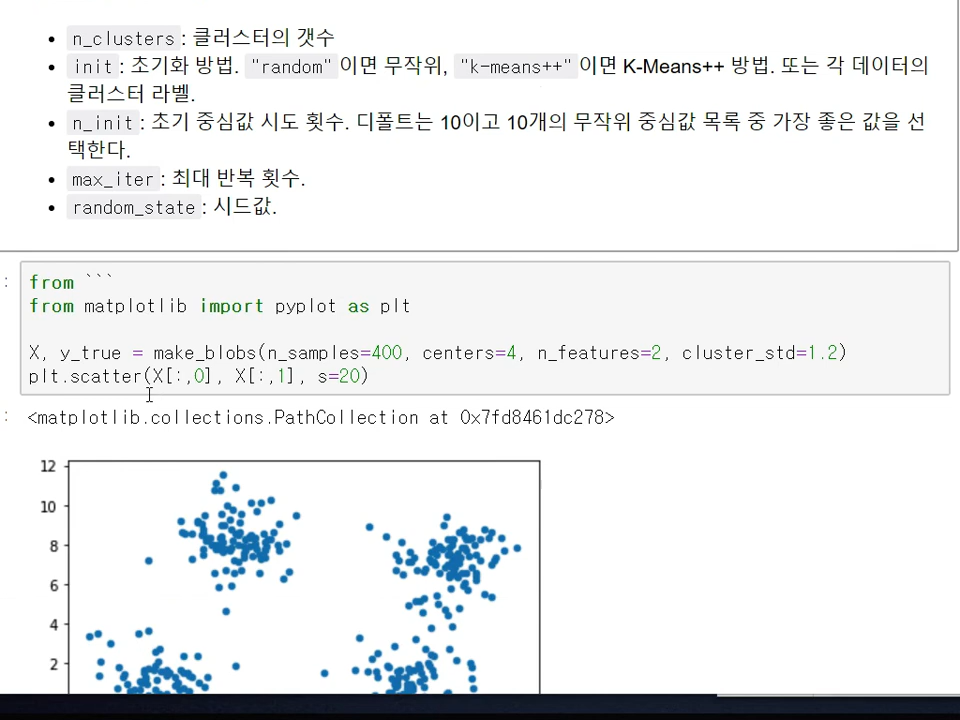 • n_clusters : 클러스터의 갯수
• init : 초기화 방법. "random" 이면 무작위, "k-means++" 이면 K-Means++ 방법. 또는 각 데이터의
클러스터 라벨.
• n_init : 초기 중심값 시도 횟수. 디폴트는 10이고 10개의 무작위 중심값 목록 중 가장 좋은 값을 선
택한다.
• max_iter : 최대 반복 횟수.
• random_state : 시드값.
: from ```
from matplotlib import pyplot as plt
X, y_true = make_blobs(n_samples=400, centers=4, n_features=2, cluster_std=1.2)
plt.scatter(X[:,0], X[:,1], s=20)
: <matplotlib.collections.PathCollection at 0x7fd8461dc278>
12
10
8
6
4
2